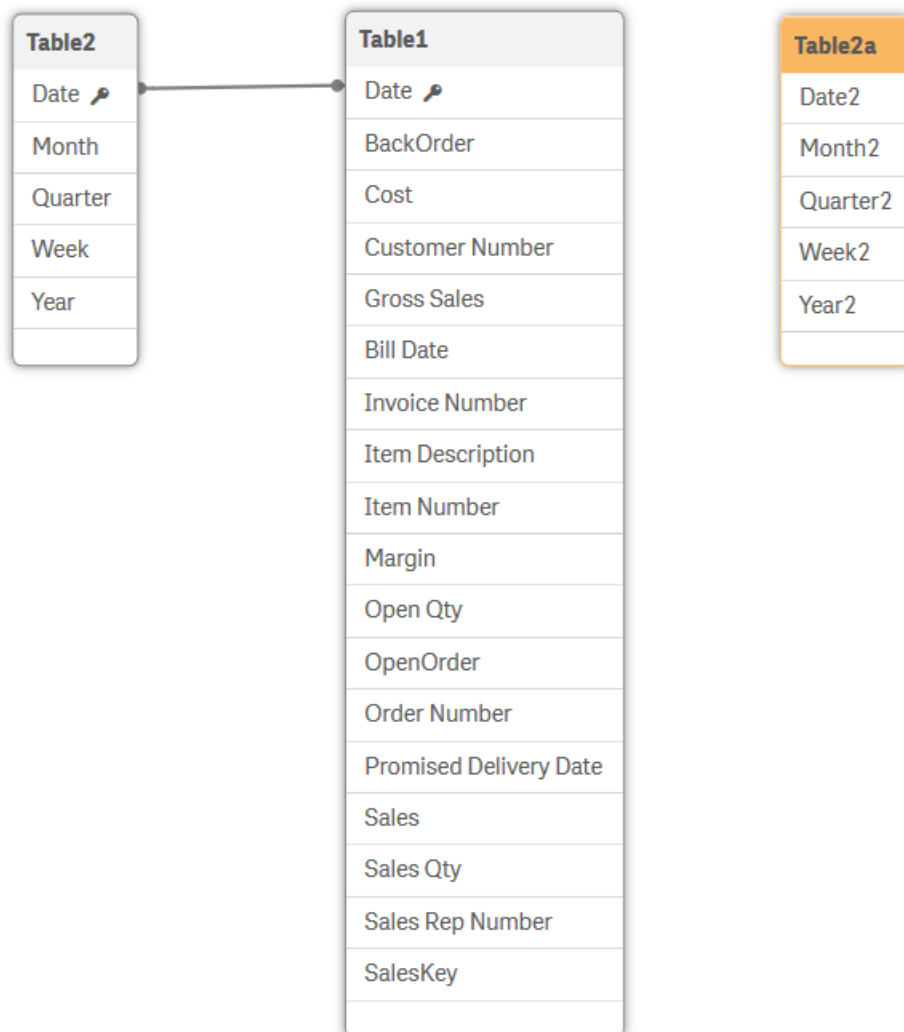 Table2
Date
Month
Quarter
Week
Year
Table1
Date
BackOrder
Cost
Customer Number
Gross Sales
Bill Date
Invoice Number
Item Description
Item Number
Margin
Open Qty
OpenOrder
Order Number
Promised Delivery Date
Sales
Sales Qty
Sales Rep Number
SalesKey
Table2a
Date2
Month2
Quarter2
Week2
Year2